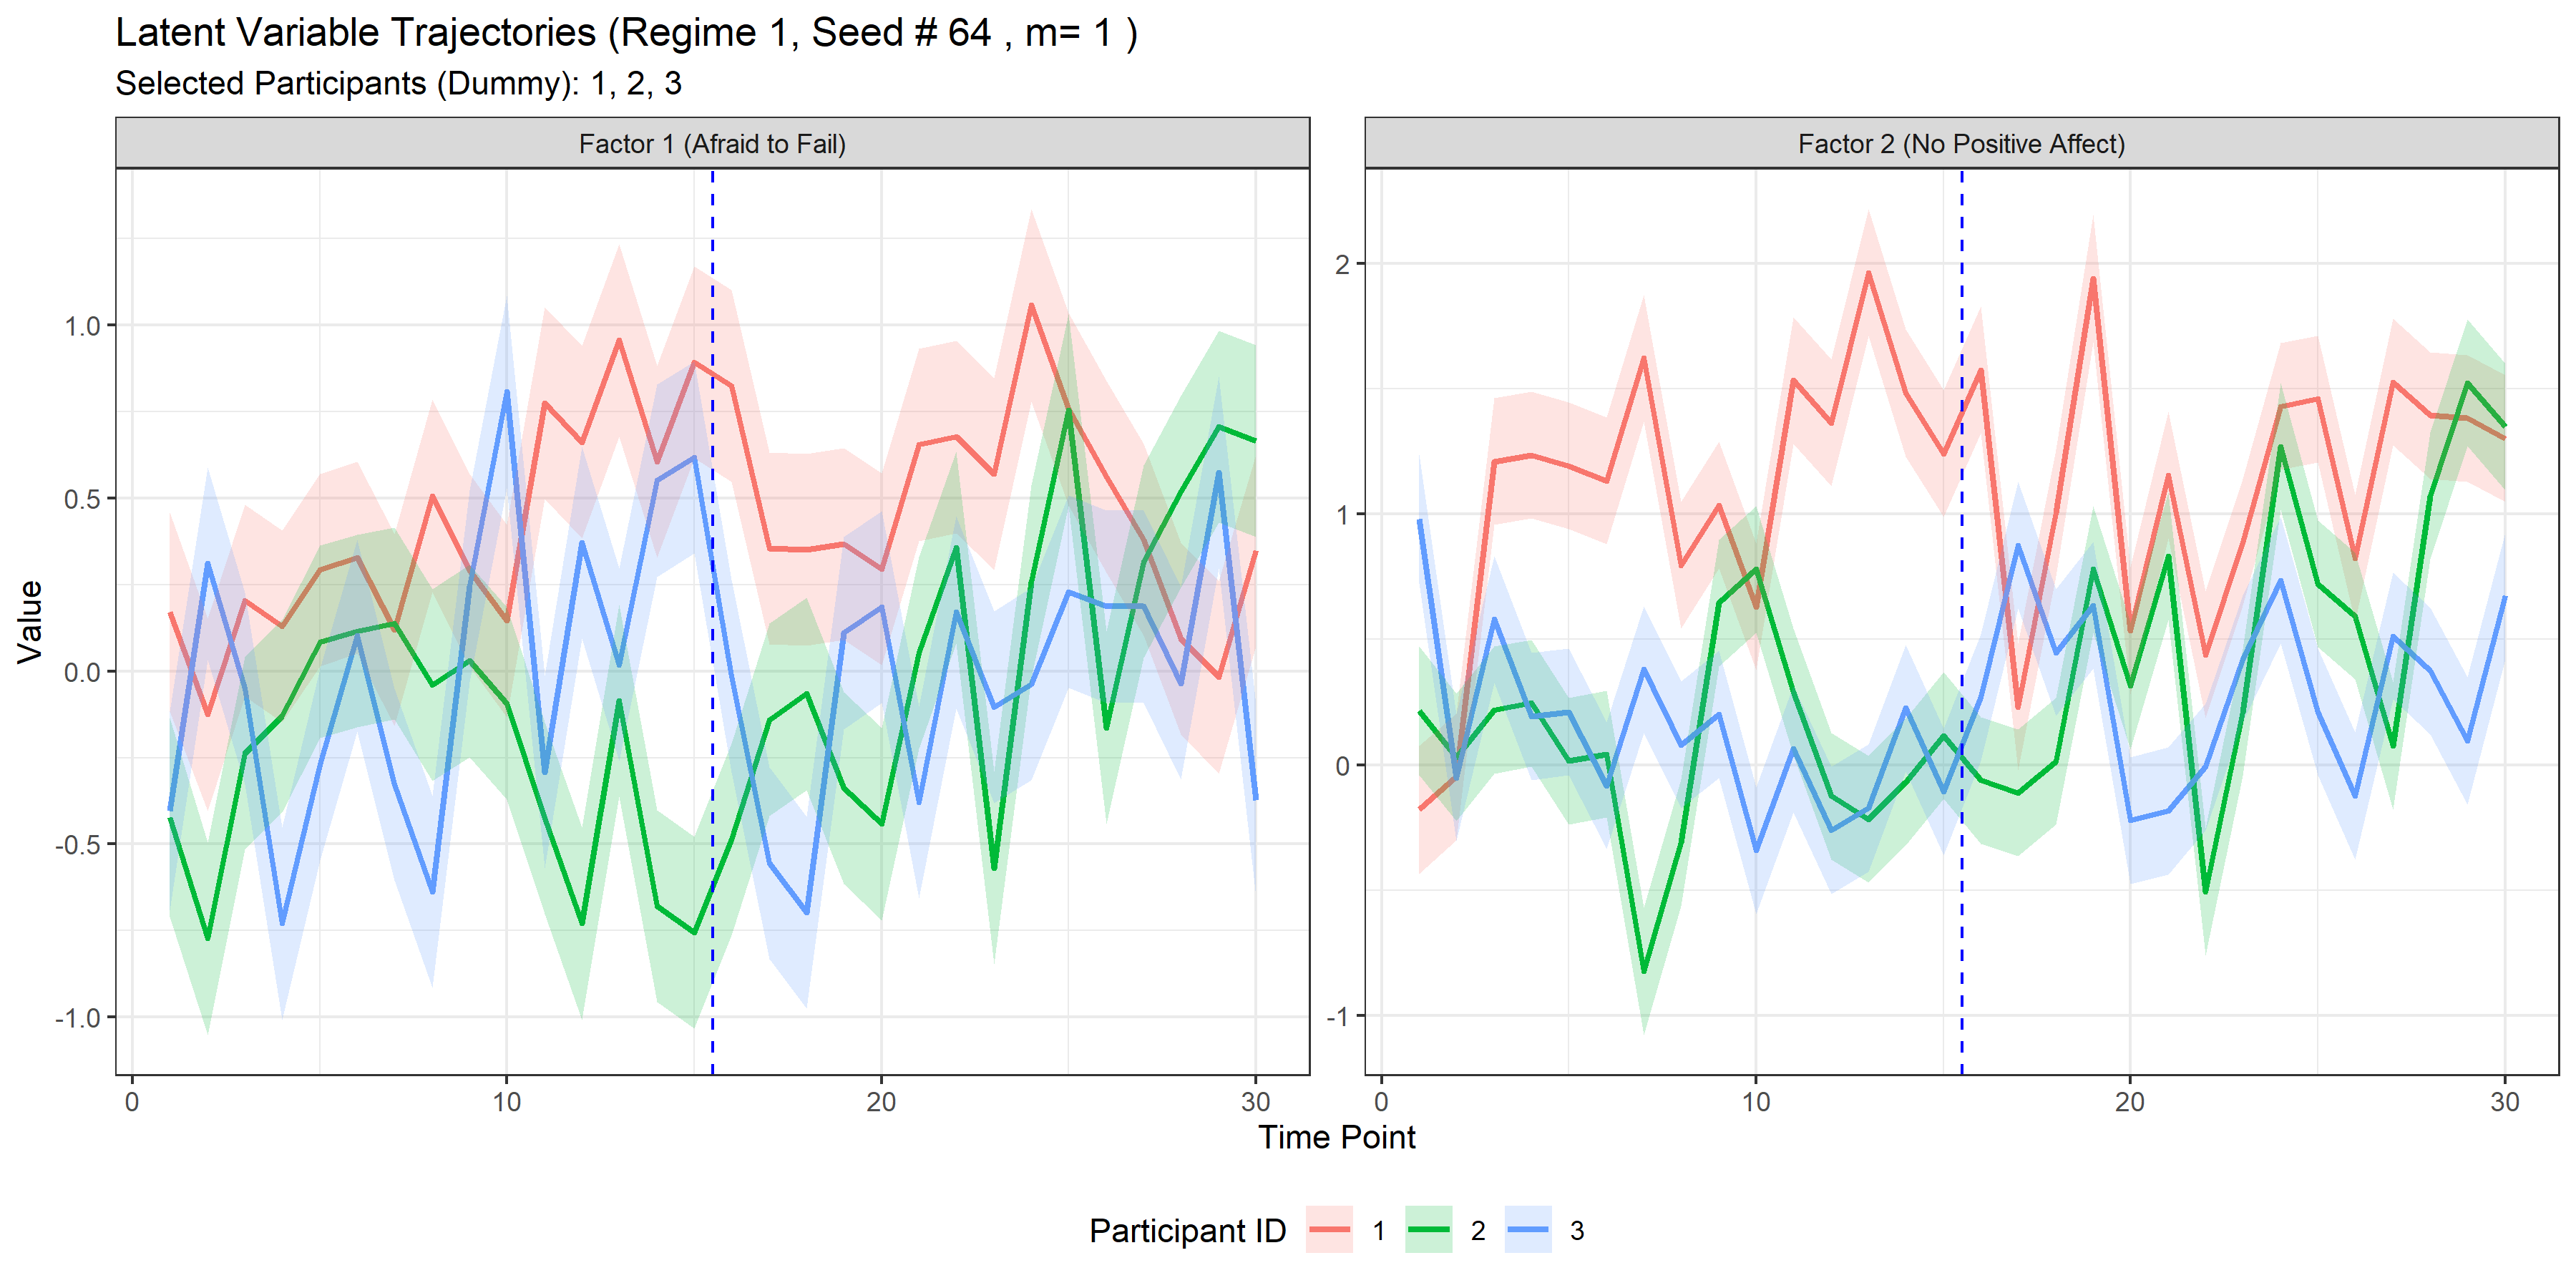 Latent Variable Trajectories (Regime 1, Seed # 64 , m= 1 )
Selected Participants (Dummy): 1, 2, 3
Factor 1 (Afraid to Fail)
Factor 2 (No Positive Affect)
Value
1.0
0.5
0.0
-0.5
-1.0
2
1
0
-1
0 10 20 30
0 10 20 30
Time Point
Participant ID 1 2 3